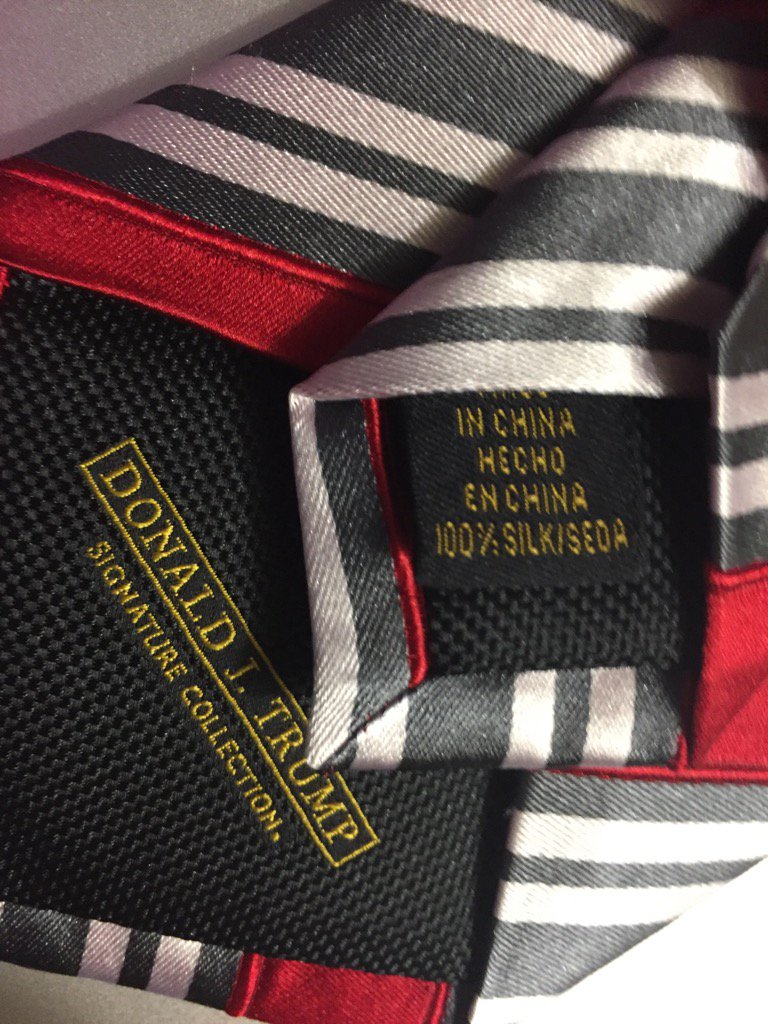 DONALD J. TRUMP
SIGNATURE COLLECTION.
IN CHINA
HECHO
EN CHINA
100% SILK/SEDA